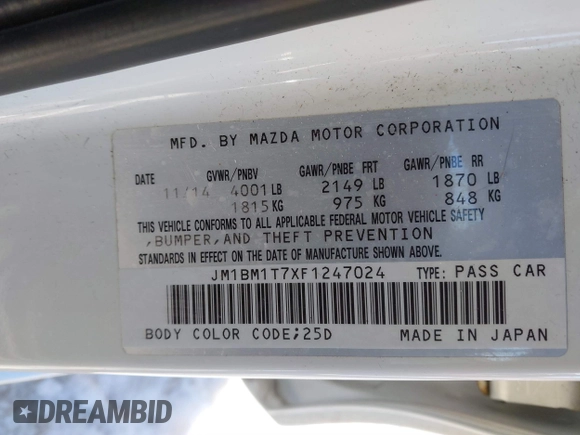 MFD. BY MAZDA MOTOR CORPORATION
DATE GVWR/PNBV GAWR/PNBE FRT GAWR/PNBE RR
11/14 4001 LB 2149 LB 1870 LB
1815 KG 975 KG 848 KG
THIS VEHICLE CONFORMS TO ALL APPLICABLE FEDERAL MOTOR VEHICLE SAFETY
,BUMPER,AND THEFT PREVENTION
STANDARDS IN EFFECT ON THE DATE OF MANUFACTURE SHOWN ABOVE.
JM1BM1T7XF1247024 TYPE: PASS CAR
BODY COLOR CODE;25D MADE IN JAPAN
DREAMBID